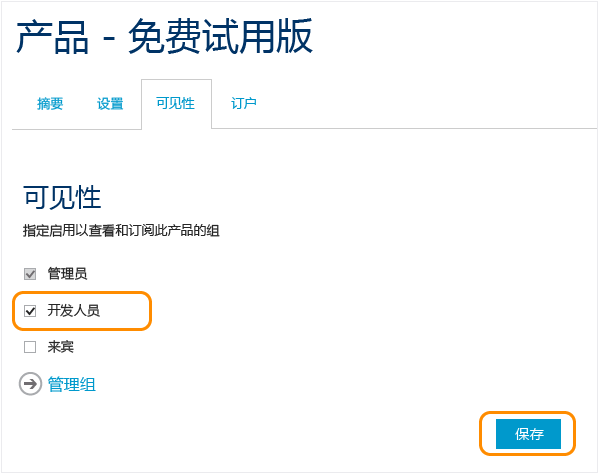 产品 - 免费试用版
摘要 设置 可见性 订户
可见性
指定启用以查看和订阅此产品的组
管理员
开发人员
来宾
管理组
保存